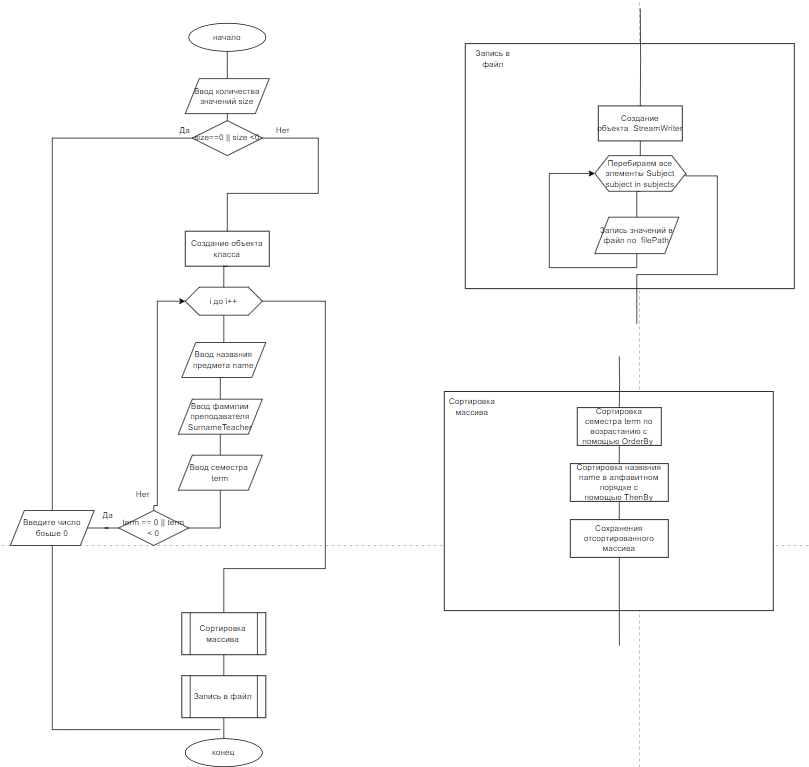 начало
Ввод количества
значений size
Да
size==0 || size <0
Нет
Создание объекта
класса
i до i++
Ввод названия
предмета name
Ввод фамилии
преподавателя
SurnameTeacher
Ввод семестра
term
Нет
Да
term == 0 || term
< 0
Введите число
боьше 0
Сортировка
массива
Запись в файл
конец
Запись в
файл
Создание
объекта StreamWriter
Перебираем все
элементы Subject
subject in subjects
Запись значений в
файл по filePath
Сортировка
массива
Сортировка
семестра term по
возрастанию с
помощью OrderBy
Сортировка названия
name в алфавитном
порядке с
помощью ThenBy
Сохранения
отсортированного
массива